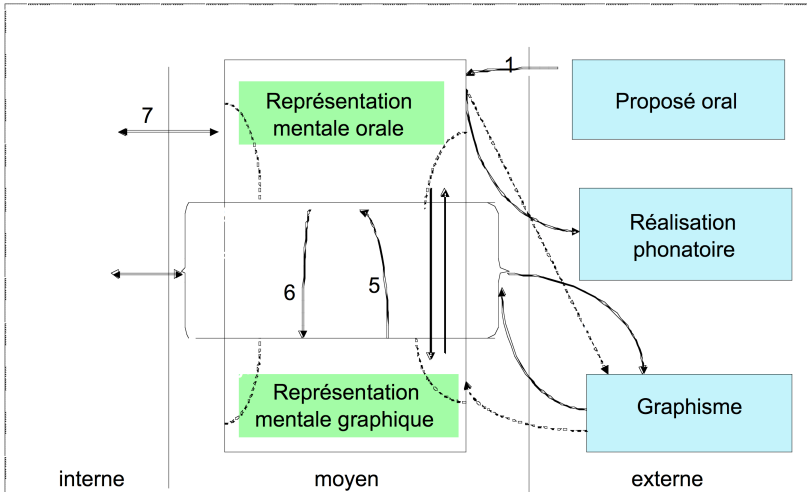 1
Proposé oral
Représentation
mentale orale
7
Réalisation
phonatoire
6
5
Représentation
mentale graphique
Graphisme
interne
moyen
externe